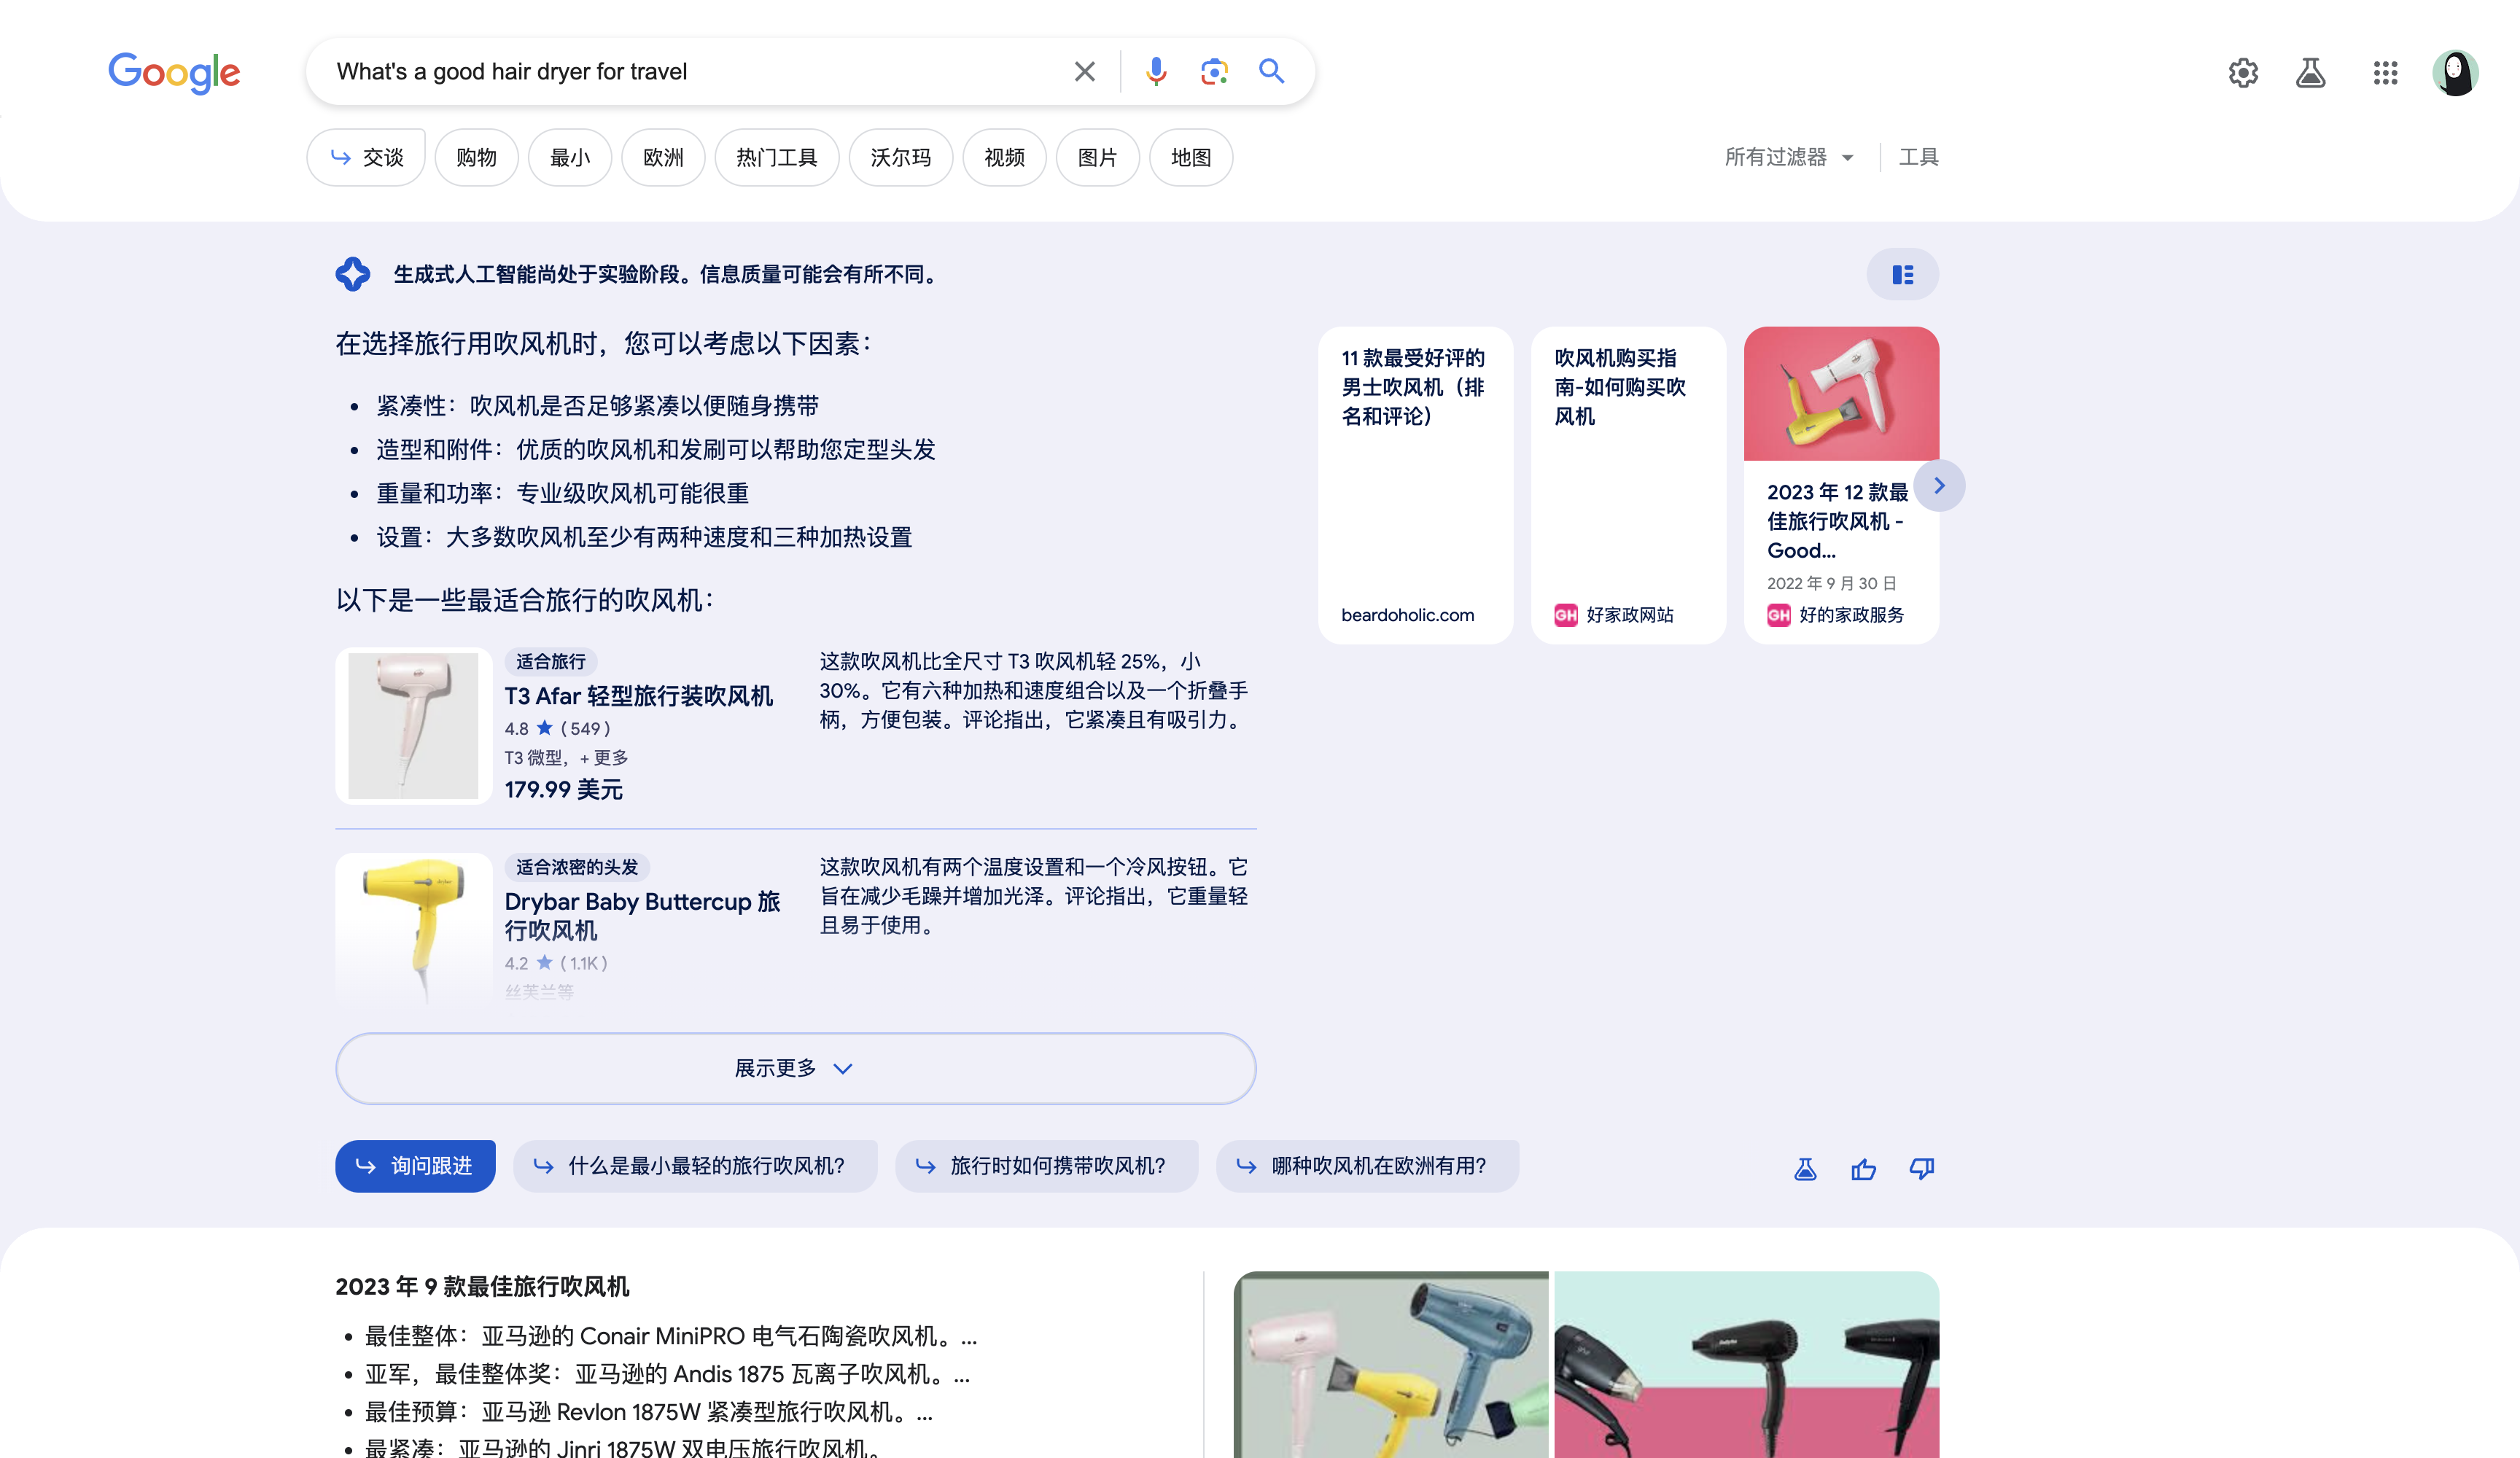 Google
What's a good hair dryer for travel
交谈
购物
最小
欧洲
热门工具
沃尔玛
视频
图片
地图
所有过滤器
工具
生成式人工智能尚处于实验阶段。信息质量可能会有所不同。
在选择旅行用吹风机时，您可以考虑以下因素：
• 紧凑性：吹风机是否足够紧凑以便随身携带
• 造型和附件：优质的吹风机和发刷可以帮助您定型头发
• 重量和功率：专业级吹风机可能很重
• 设置：大多数吹风机至少有两种速度和三种加热设置
以下是一些最适合旅行的吹风机：
适合旅行
T3 Afar 轻型旅行装吹风机
4.8 ★ ( 549 )
T3 微型，+ 更多
179.99 美元
这款吹风机比全尺寸 T3 吹风机轻 25%，小
30%。它有六种加热和速度组合以及一个折叠手
柄，方便包装。评论指出，它紧凑且有吸引力。
适合浓密的头发
Drybar Baby Buttercup 旅
行吹风机
4.2 ★ ( 1.1K )
丝芙兰等
这款吹风机有两个温度设置和一个冷风按钮。它
旨在减少毛躁并增加光泽。评论指出，它重量轻
且易于使用。
展示更多
11 款最受好评的
男士吹风机（排
名和评论）
beardoholic.com
吹风机购买指
南-如何购买吹
风机
GH 好家政网站
2023 年 12 款最
佳旅行吹风机 -
Good...
2022 年 9 月 30 日
GH 好的家政服务
询问跟进
什么是最小最轻的旅行吹风机？
旅行时如何携带吹风机？
哪种吹风机在欧洲有用？
2023 年 9 款最佳旅行吹风机
• 最佳整体：亚马逊的 Conair MiniPRO 电气石陶瓷吹风机。...
• 亚军，最佳整体奖：亚马逊的 Andis 1875 瓦离子吹风机。...
• 最佳预算：亚马逊 Revlon 1875W 紧凑型旅行吹风机。...
• 最紧凑：亚马逊的 Jinri 1875W 双电压旅行吹风机。